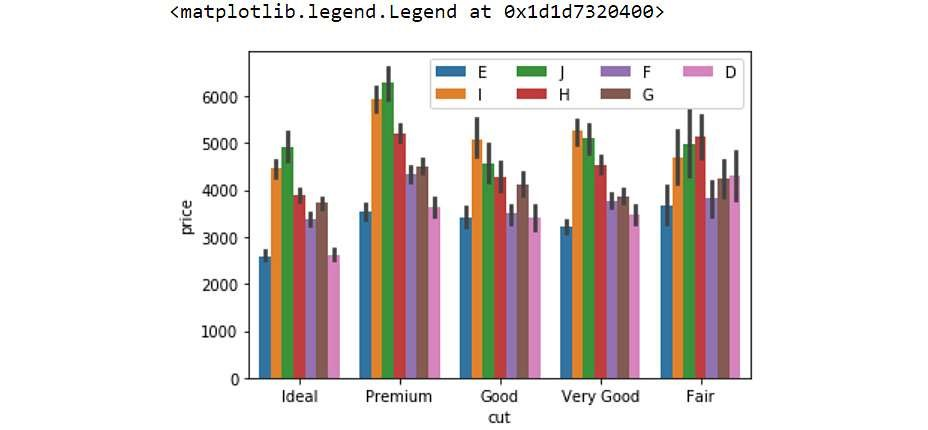 <matplotlib.legend.Legend at 0x1d1d7320400>
E J F D
I H G
6000
5000
4000
3000
2000
1000
0
price
Ideal Premium Good Very Good Fair
cut